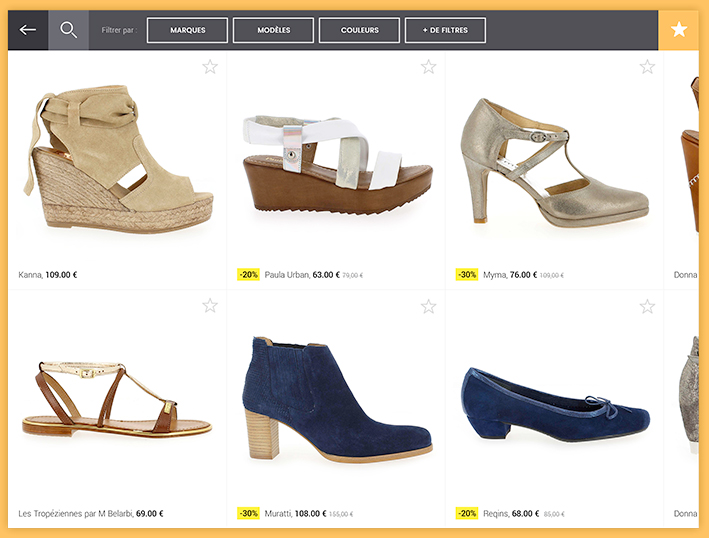 Filtrer par : MARQUES MODÈLES COULEURS + DE FILTRES
Kanna, 109.00 €
-20% Paula Urban, 63.00 € 79,00 €
-30% Myma, 76.00 € 109,00 €
Donna
Les Tropéziennes par M Belarbi, 69.00 €
-30% Muratti, 108.00 € 155,00 €
-20% Reqins, 68.00 € 85,00 €
Donna